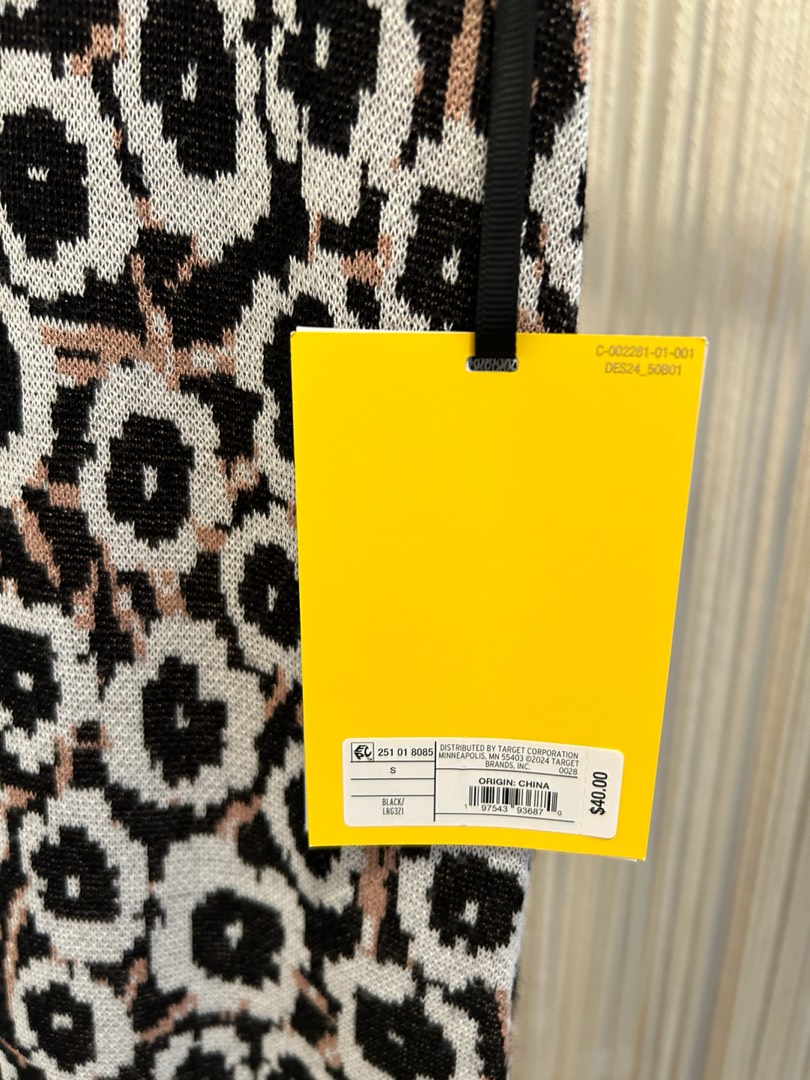 C-002281-01-001
DES24_50B01
251 01 8085
S
BLACK/
LRG3ZI
DISTRIBUTED BY TARGET CORPORATION
MINNEAPOLIS, MN 55403 ©2024 TARGET
BRANDS, INC.
0028
ORIGIN: CHINA
1 97543 93687 0
$40.00